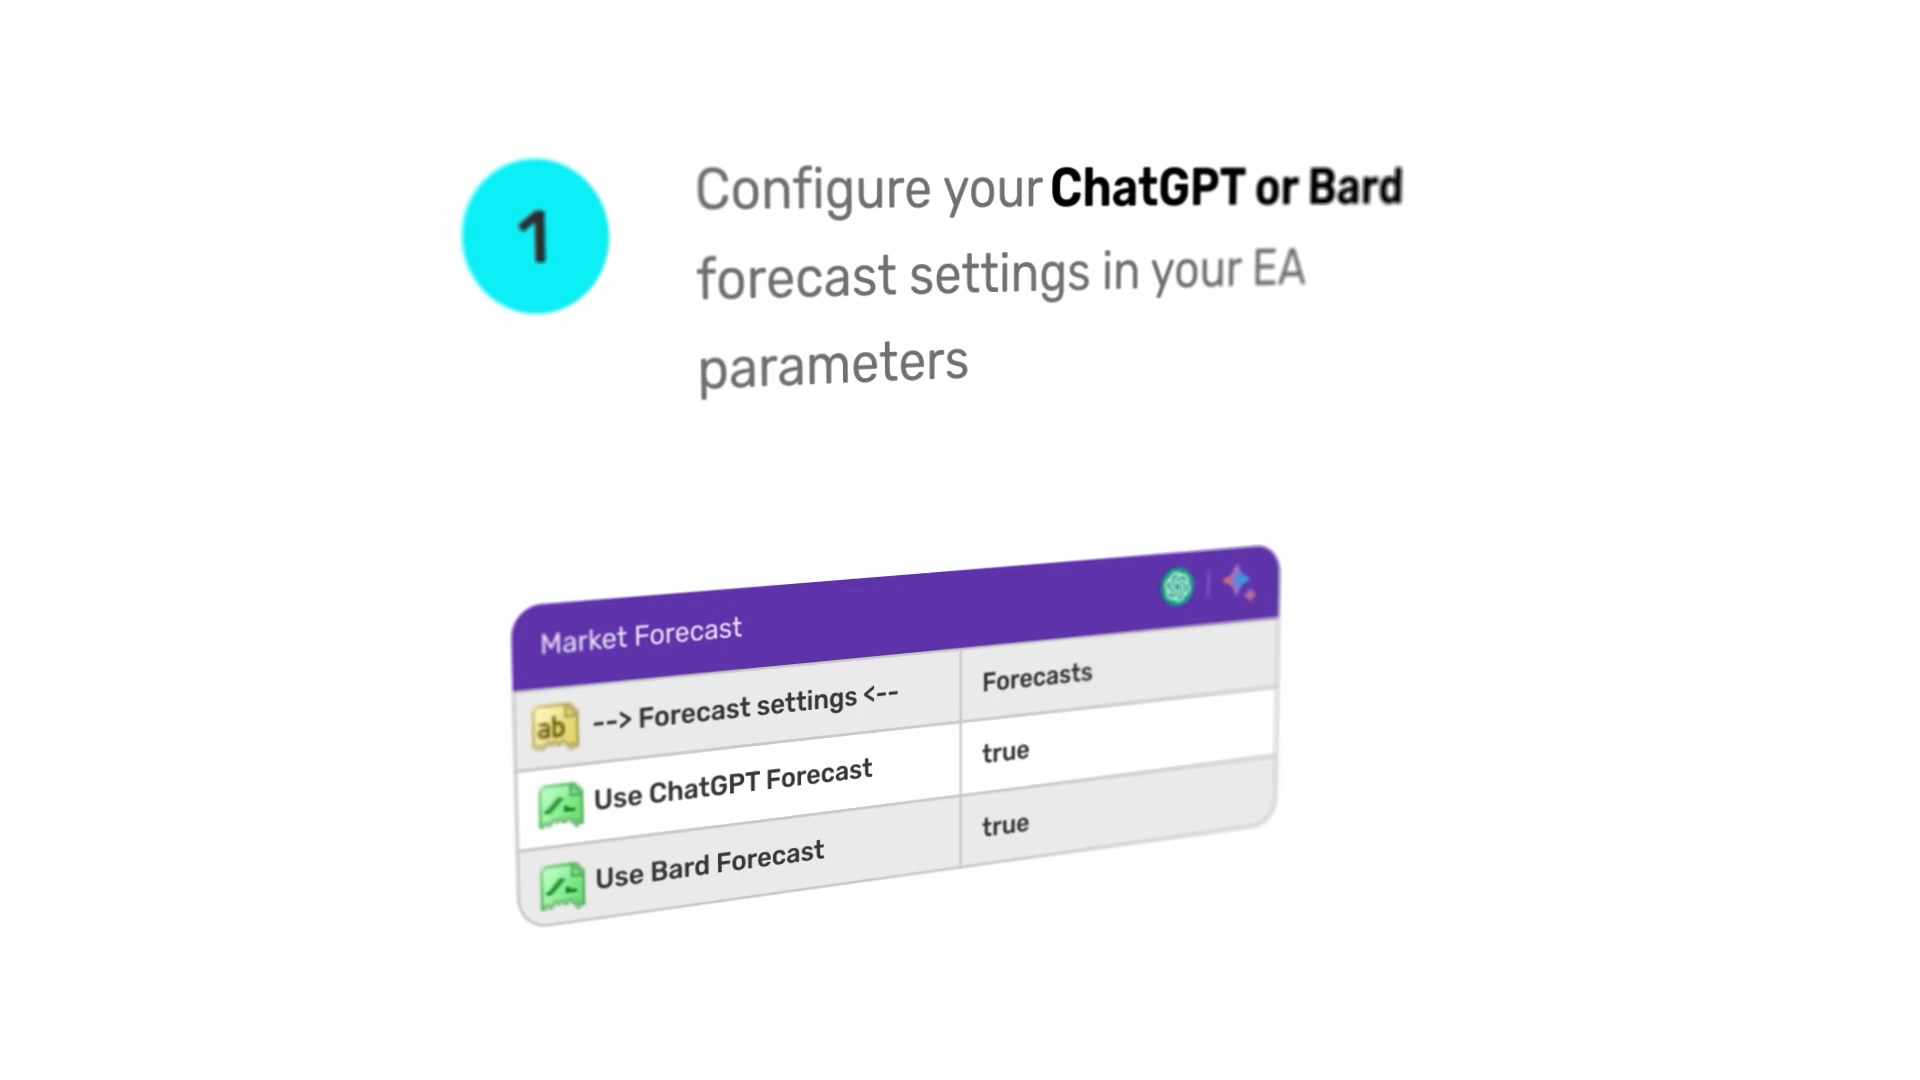 1
Configure your ChatGPT or Bard
forecast settings in your EA
parameters
Market Forecast
ab --> Forecast settings <-- Forecasts
Use ChatGPT Forecast true
Use Bard Forecast true